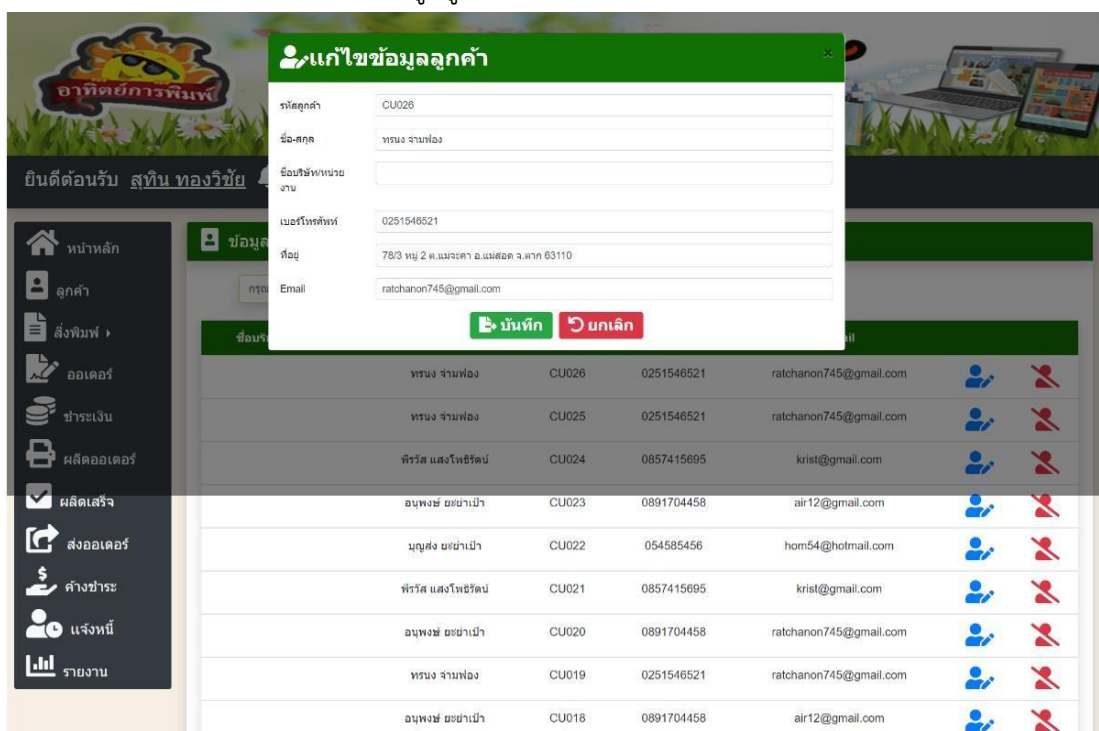 อาทิตย์การพิมพ์
แก้ไขข้อมูลลูกค้า ×
รหัสลูกค้า CU026
ชื่อ-สกุล ทรนง จ่ามฟอง
ชื่อบริษัท/หน่วย
งาน
เบอร์โทรศัพท์ 0251546521
ที่อยู่ 78/3 หมู่ 2 ต.แม่จะคา อ.แม่สอด จ.ตาก 63110
Email ratchanon745@gmail.com
บันทึก ยกเลิก
ยินดีต้อนรับ สุทิน ทองวิชัย
หน้าหลัก
ลูกค้า
สิ่งพิมพ์
ออเดอร์
ชำระเงิน
ผลิตออเดอร์
ผลิตเสร็จ
ส่งออเดอร์
ค้างชำระ
แจ้งหนี้
รายงาน
ข้อมูล
กรุณ
ชื่อบริ ail
ทรนง จ่ามฟอง CU026 0251546521 ratchanon745@gmail.com
ทรนง จ่ามฟอง CU025 0251546521 ratchanon745@gmail.com
พีรวัส แสงโพธิรัตน์ CU024 0857415695 krist@gmail.com
อนุพงษ์ ยะย่าเป้า CU023 0891704458 air12@gmail.com
บุญส่ง ยะย่าเป้า CU022 054585456 hom54@hotmail.com
พีรวัส แสงโพธิรัตน์ CU021 0857415695 krist@gmail.com
อนุพงษ์ ยะย่าเป้า CU020 0891704458 ratchanon745@gmail.com
ทรนง จ่ามฟอง CU019 0251546521 ratchanon745@gmail.com
อนุพงษ์ ยะย่าเป้า CU018 0891704458 air12@gmail.com